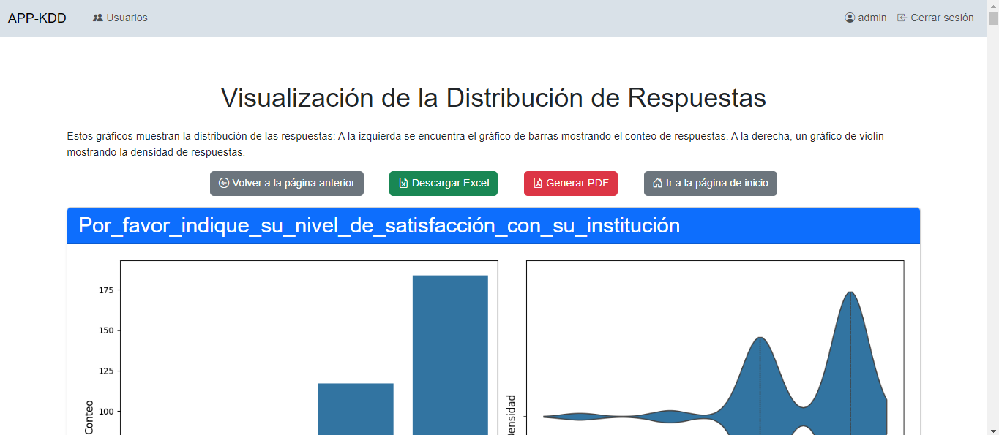 APP-KDD Usuarios admin Cerrar sesión
Visualización de la Distribución de Respuestas
Estos gráficos muestran la distribución de las respuestas: A la izquierda se encuentra el gráfico de barras mostrando el conteo de respuestas. A la derecha, un gráfico de violín
mostrando la densidad de respuestas.
Volver a la página anterior Descargar Excel Generar PDF Ir a la página de inicio
Por_favor_indique_su_nivel_de_satisfacción_con_su_institución
175
150
125
100
Conteo